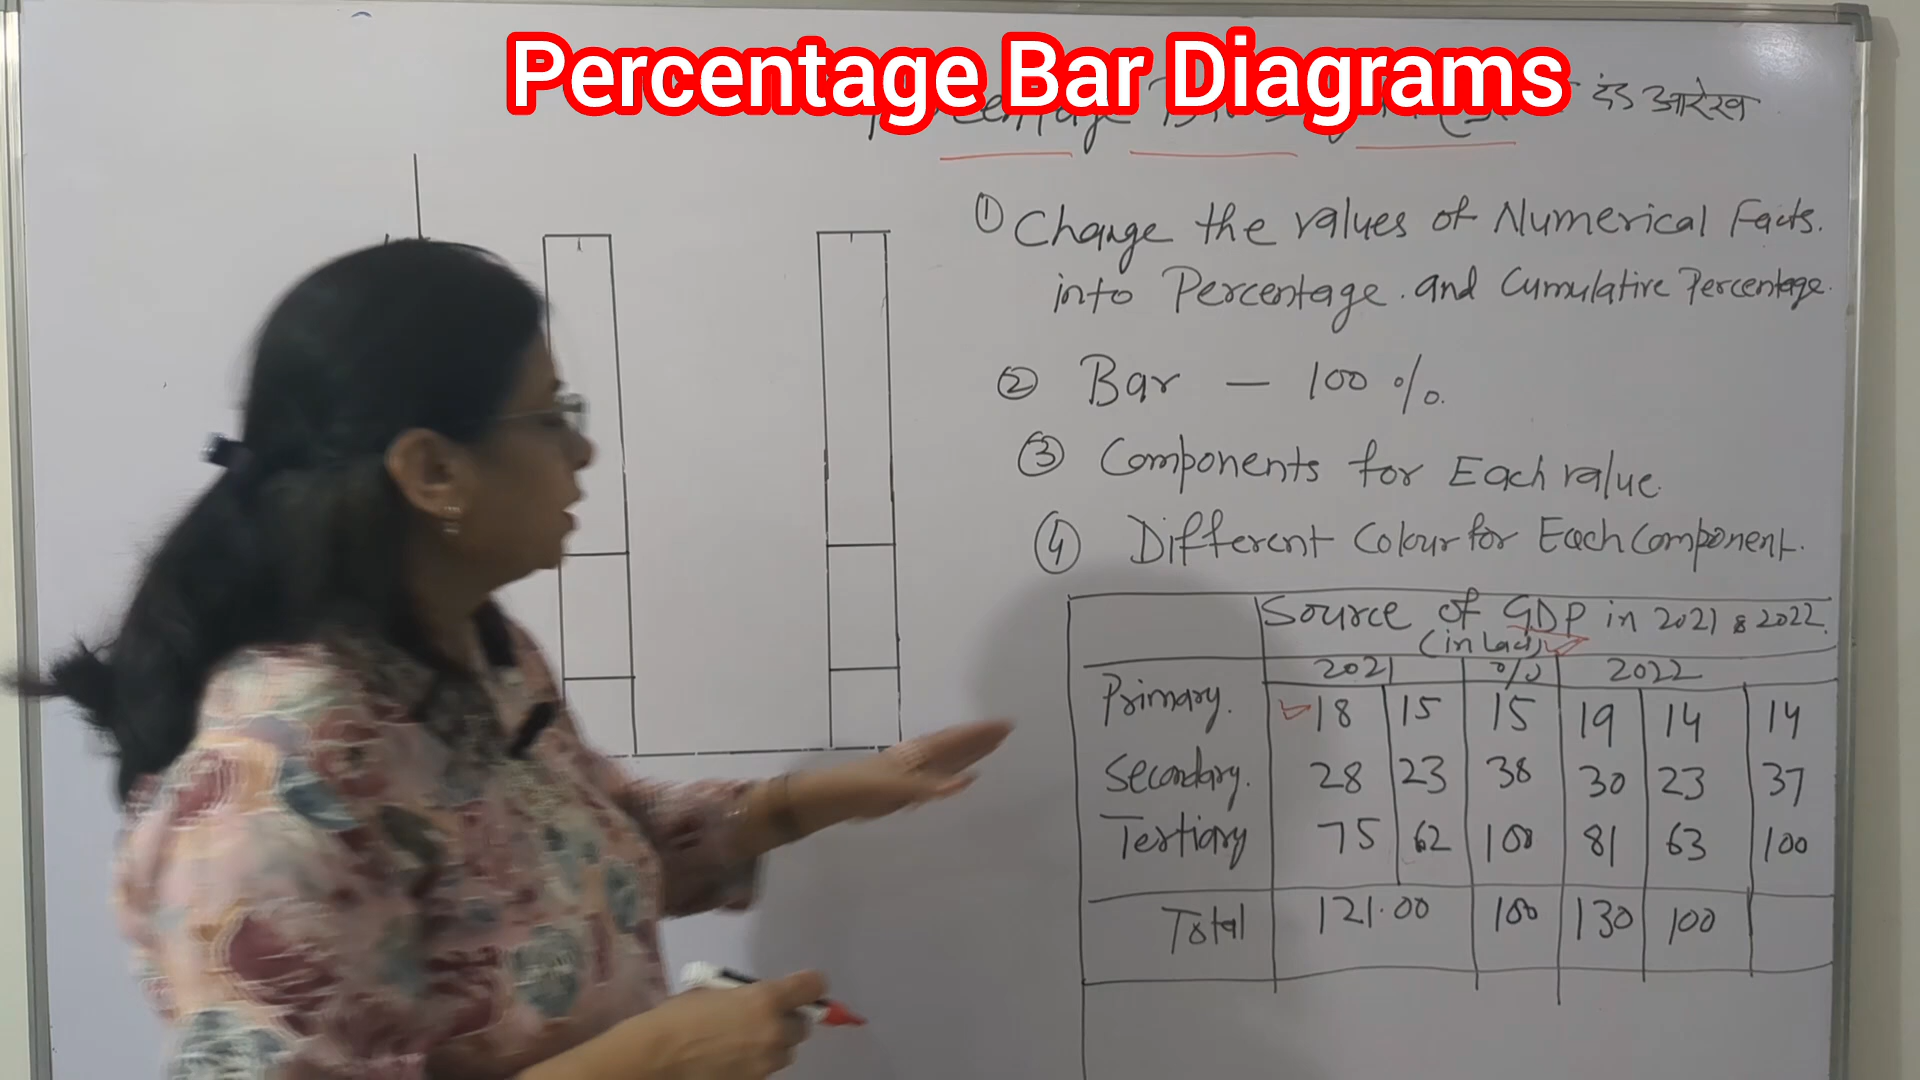 Percentage Bar Diagrams
दंड आरेख
① Change the values of Numerical Facts.
into Percentage. and Cumulative Percentage.
② Bar — 100 %.
③ Components for Each value.
④ Different Colour for Each Component.
Source of GDP in 2021 & 2022.
(in Lac)
2021 % 2022
Primary. 18 15 15 19 14 14
Secondary. 28 23 38 30 23 37
Tertiary 75 62 100 81 63 100
Total 121.00 100 130 100